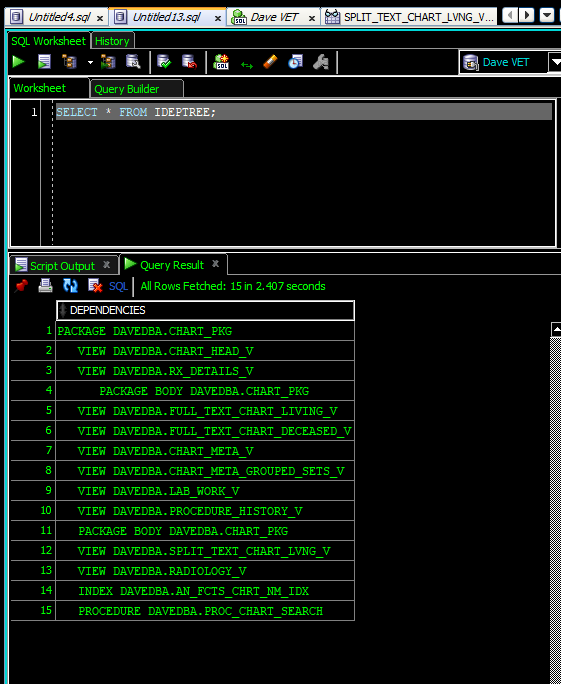 Untitled4.sql
Untitled13.sql
Dave VET
SPLIT_TEXT_CHART_LVNG_V...
SQL Worksheet
History
Dave VET
Worksheet
Query Builder
1
SELECT * FROM IDEPTREE;
Script Output
Query Result
SQL
All Rows Fetched: 15 in 2.407 seconds
DEPENDENCIES
1 PACKAGE DAVEDBA.CHART_PKG
2 VIEW DAVEDBA.CHART_HEAD_V
3 VIEW DAVEDBA.RX_DETAILS_V
4 PACKAGE BODY DAVEDBA.CHART_PKG
5 VIEW DAVEDBA.FULL_TEXT_CHART_LIVING_V
6 VIEW DAVEDBA.FULL_TEXT_CHART_DECEASED_V
7 VIEW DAVEDBA.CHART_META_V
8 VIEW DAVEDBA.CHART_META_GROUPED_SETS_V
9 VIEW DAVEDBA.LAB_WORK_V
10 VIEW DAVEDBA.PROCEDURE_HISTORY_V
11 PACKAGE BODY DAVEDBA.CHART_PKG
12 VIEW DAVEDBA.SPLIT_TEXT_CHART_LVNG_V
13 VIEW DAVEDBA.RADIOLOGY_V
14 INDEX DAVEDBA.AN_FCTS_CHRT_NM_IDX
15 PROCEDURE DAVEDBA.PROC_CHART_SEARCH